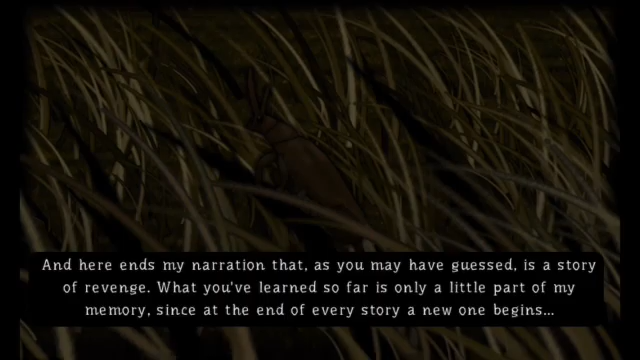 And here ends my narration that, as you may have guessed, is a story
of revenge. What you've learned so far is only a little part of my
memory, since at the end of every story a new one begins...